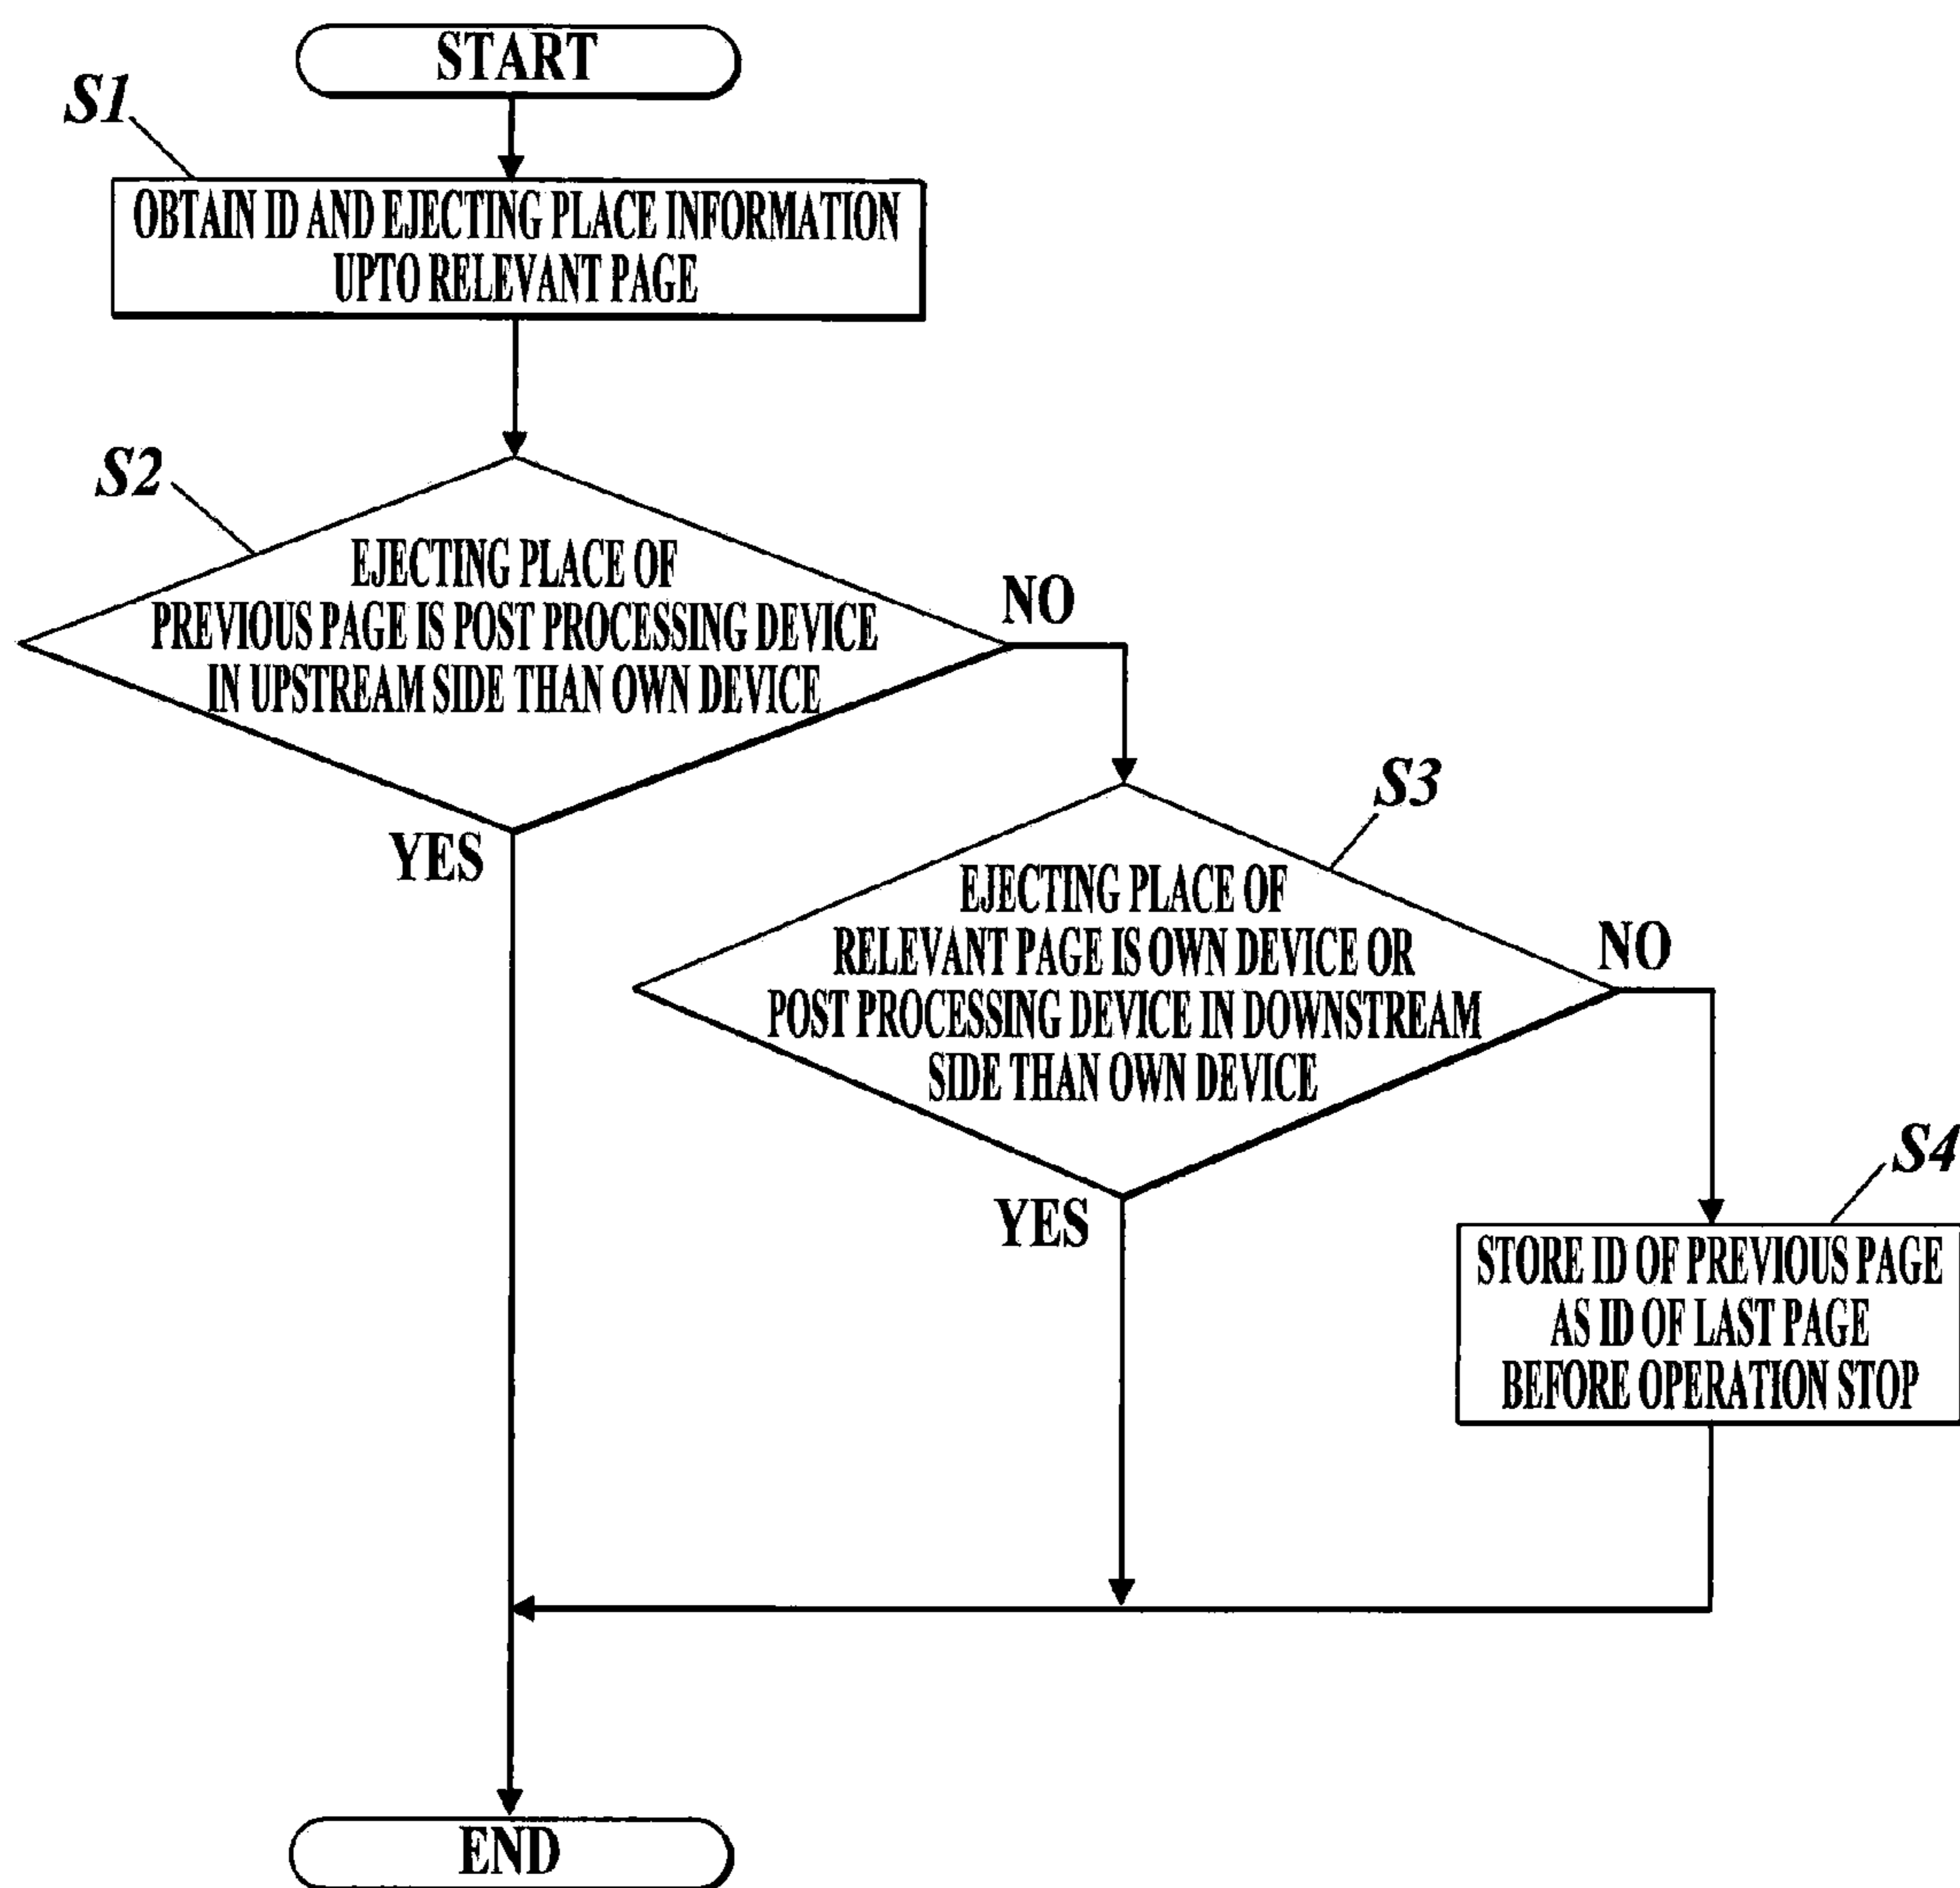 START
S1
OBTAIN ID AND EJECTING PLACE INFORMATION
UPTO RELEVANT PAGE
S2
EJECTING PLACE OF
PREVIOUS PAGE IS POST PROCESSING DEVICE
IN UPSTREAM SIDE THAN OWN DEVICE
NO
YES
S3
EJECTING PLACE OF
RELEVANT PAGE IS OWN DEVICE OR
POST PROCESSING DEVICE IN DOWNSTREAM
SIDE THAN OWN DEVICE
NO
YES
S4
STORE ID OF PREVIOUS PAGE
AS ID OF LAST PAGE
BEFORE OPERATION STOP
END